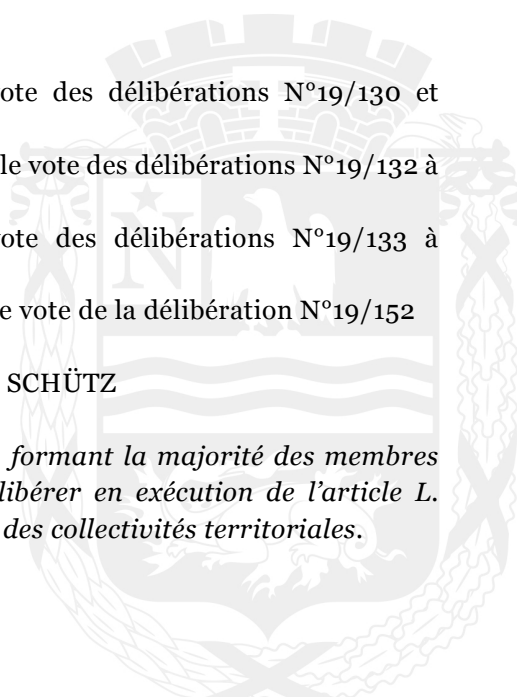 ote des délibérations N°19/130 et
le vote des délibérations N°19/132 à
ote des délibérations N°19/133 à
e vote de la délibération N°19/152
SCHÜTZ
formant la majorité des membres
libérer en exécution de l'article L.
des collectivités territoriales.